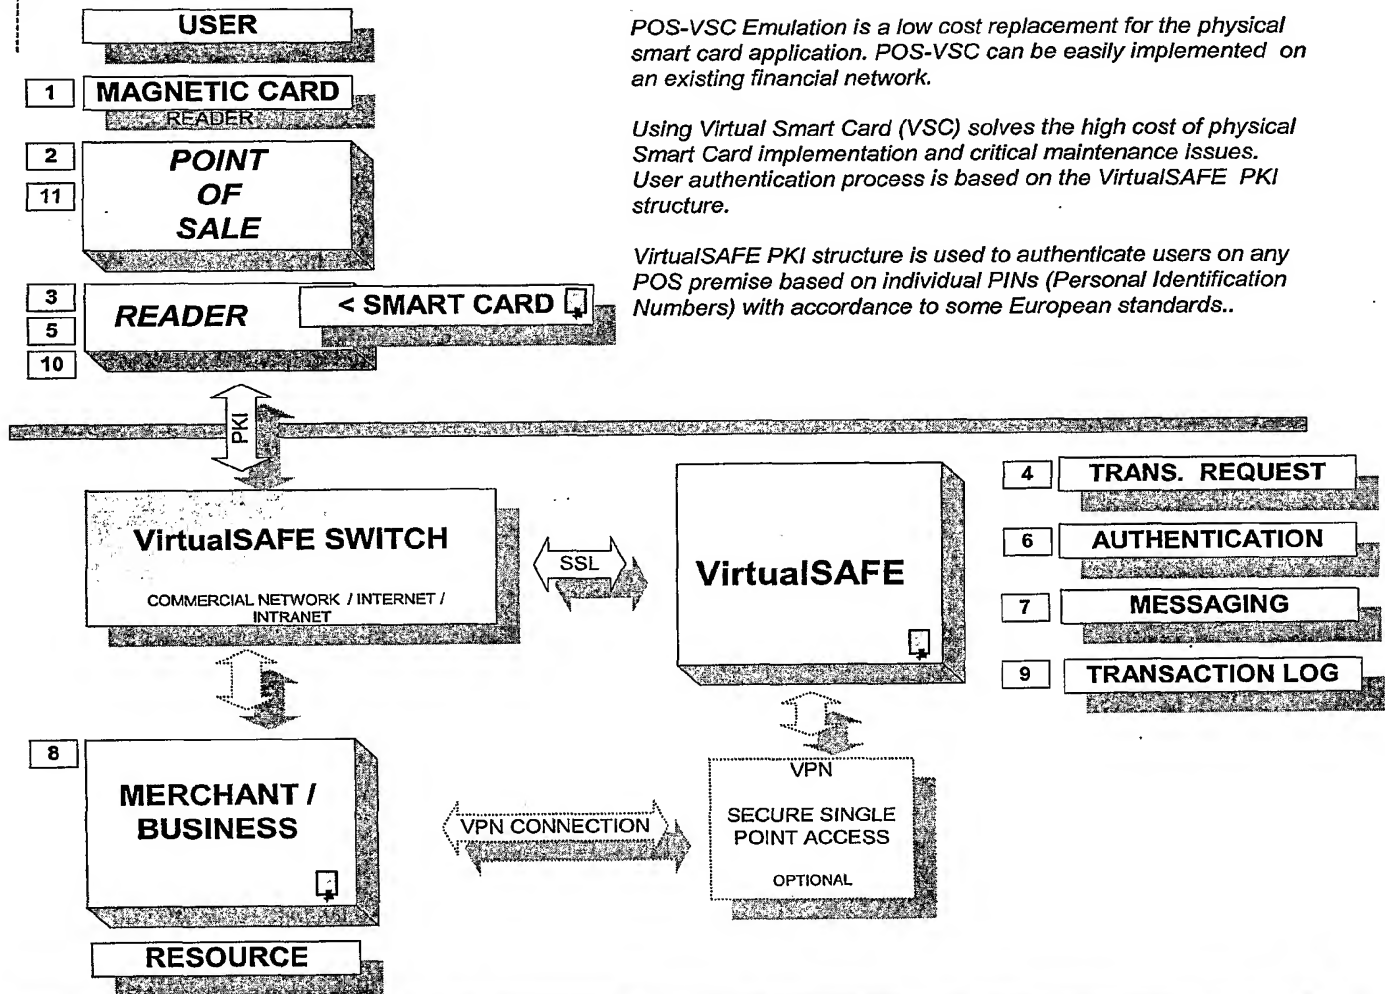 USER
1
MAGNETIC CARD
READER
2
11
POINT
OF
SALE
3
5
10
READER
< SMART CARD
POS-VSC Emulation is a low cost replacement for the physical
smart card application. POS-VSC can be easily implemented on
an existing financial network.
Using Virtual Smart Card (VSC) solves the high cost of physical
Smart Card implementation and critical maintenance issues.
User authentication process is based on the VirtualSAFE PKI
structure.
VirtualSAFE PKI structure is used to authenticate users on any
POS premise based on individual PINs (Personal Identification
Numbers) with accordance to some European standards..
PKI
VirtualSAFE SWITCH
COMMERCIAL NETWORK / INTERNET /
INTRANET
SSL
VirtualSAFE
4
TRANS. REQUEST
6
AUTHENTICATION
7
MESSAGING
9
TRANSACTION LOG
8
MERCHANT /
BUSINESS
RESOURCE
VPN CONNECTION
VPN
SECURE SINGLE
POINT ACCESS
OPTIONAL